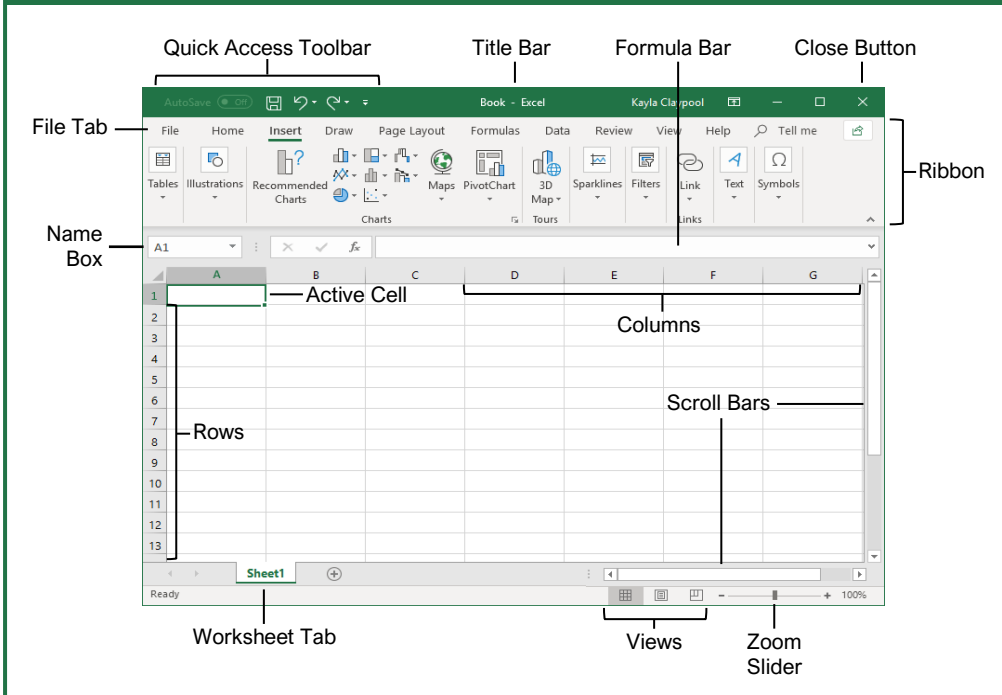 Quick Access Toolbar Title Bar Formula Bar Close Button
AutoSave Off Book - Excel Kayla Claypool
File Tab
File Home Insert Draw Page Layout Formulas Data Review View Help Tell me
Ribbon
Tables Illustrations Recommended Charts Maps PivotChart 3D Map Sparklines Filters Link Text Symbols
Charts Tours Links
Name Box
A1 fx
A B C D E F G
1 Active Cell
Columns
2
3
4
5
6 Scroll Bars
7
Rows
8
9
10
11
12
13
Sheet1
Ready 100%
Worksheet Tab Views Zoom Slider